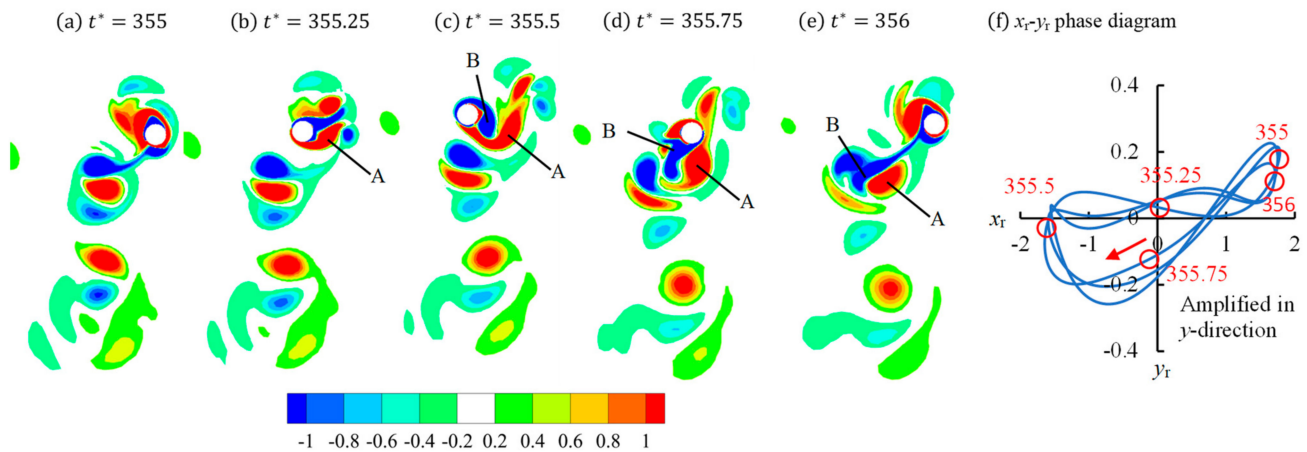 (a) t* = 355
(b) t* = 355.25
(c) t* = 355.5
(d) t* = 355.75
(e) t* = 356
(f) xr-yr phase diagram
A
B
A
B
A
B
A
0.4
0.2
0
-0.2
-0.4
xr
-2
-1
0
1
2
yr
355
355.25
355.5
356
355.75
Amplified in
y-direction
-1 -0.8 -0.6 -0.4 -0.2 0.2 0.4 0.6 0.8 1